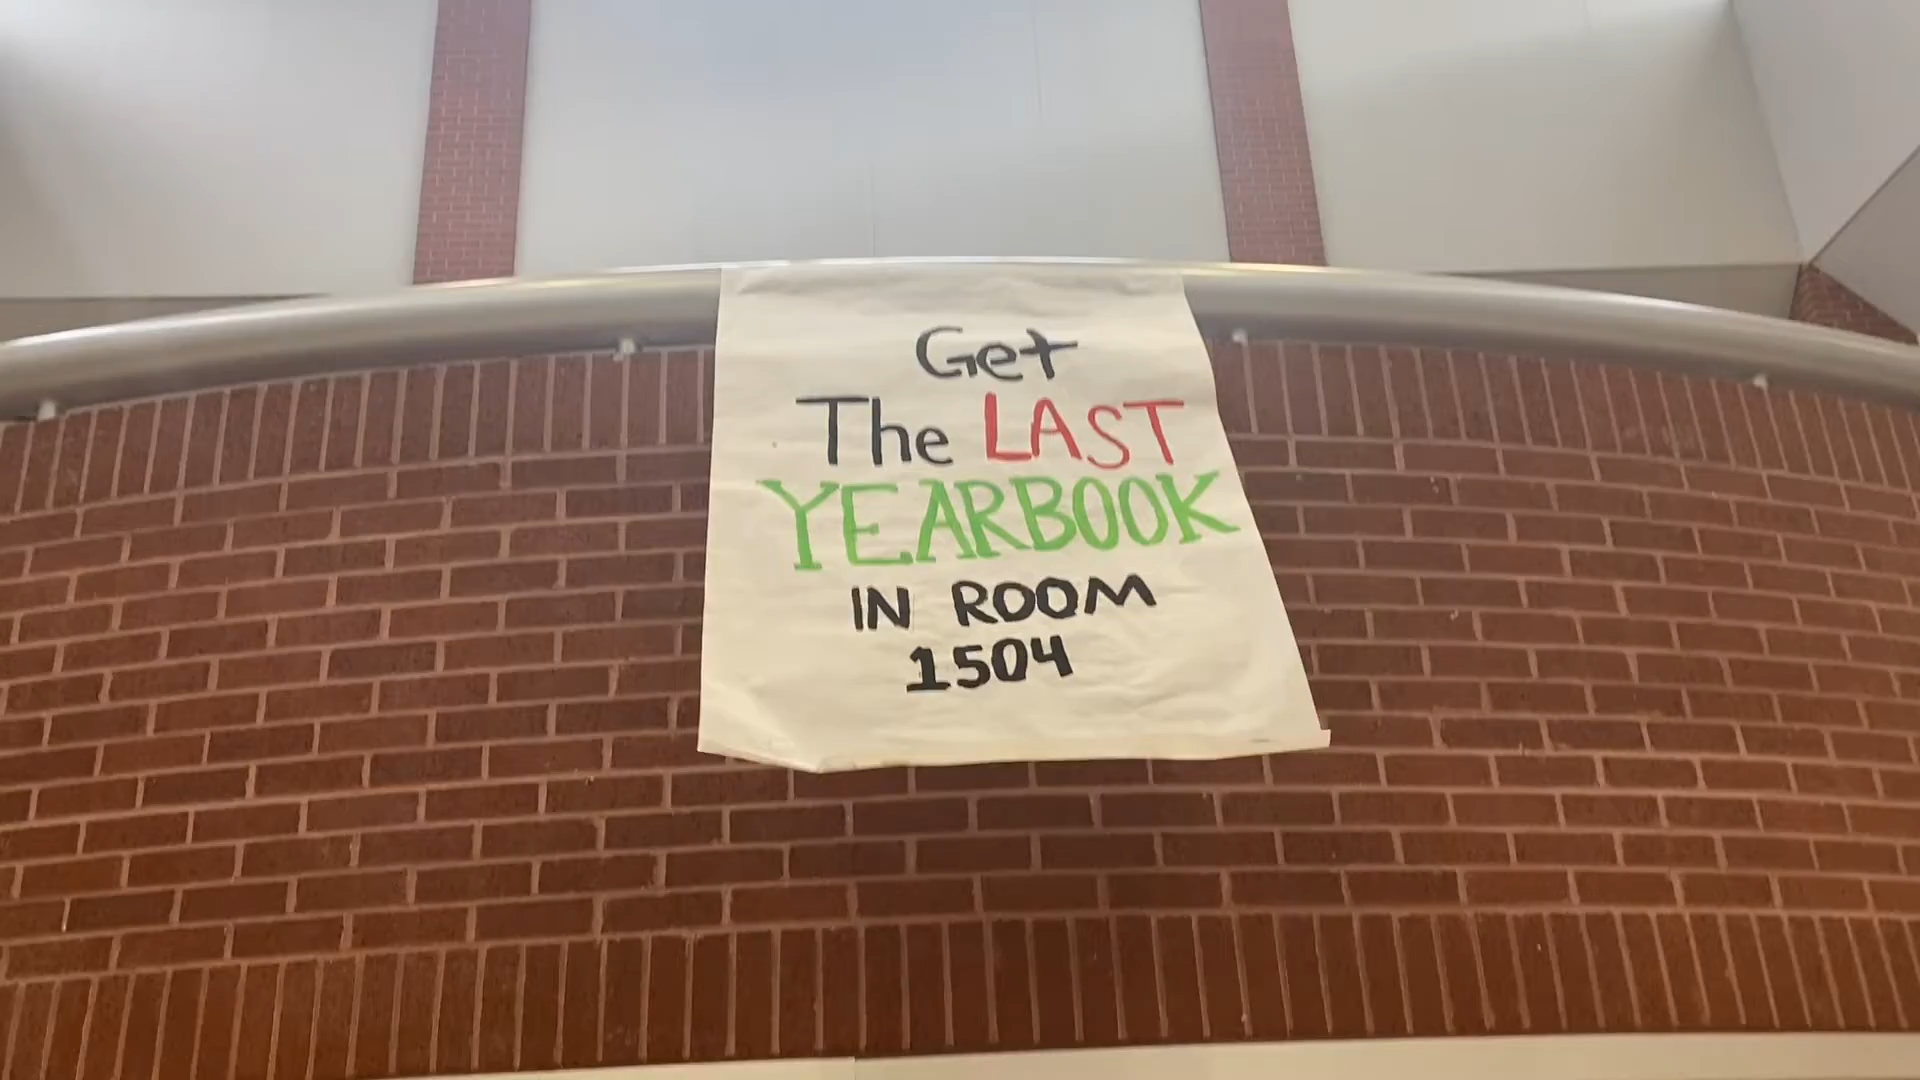 Get
The LAST
YEARBOOK
IN ROOM
1504